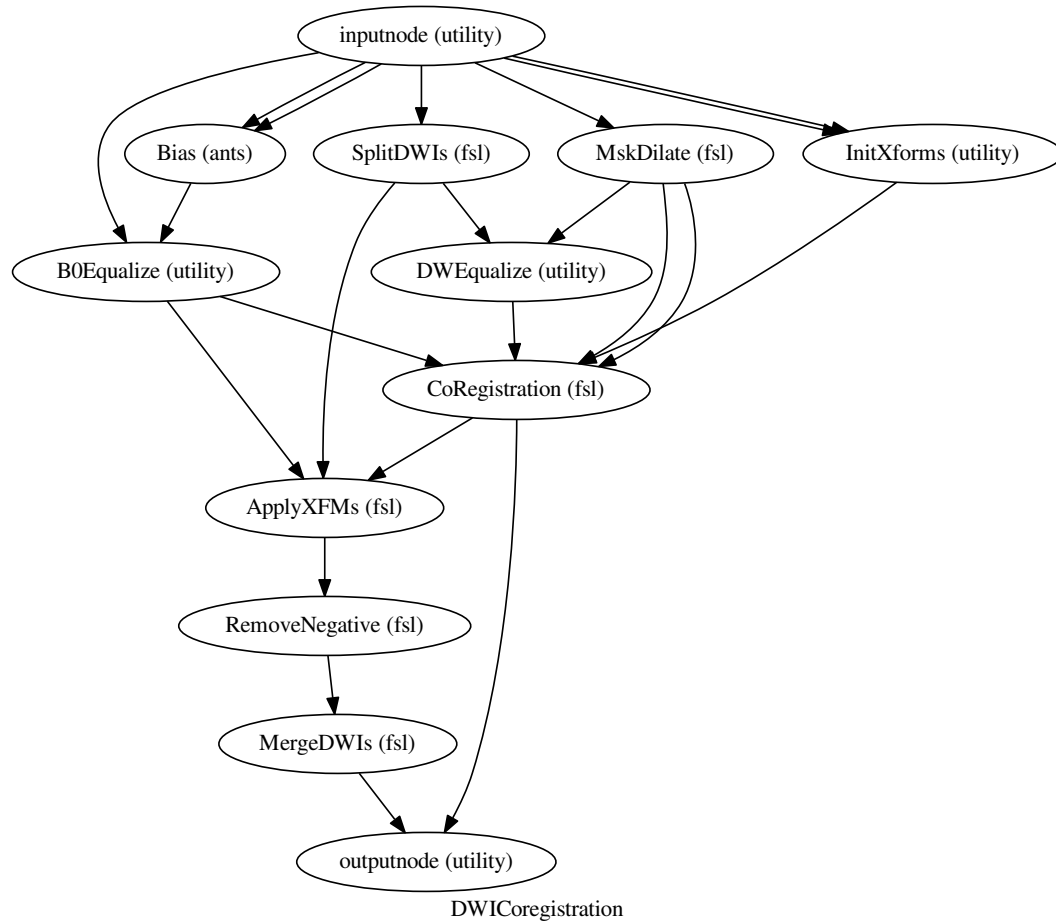 inputnode (utility)
Bias (ants)
SplitDWIs (fsl)
MskDilate (fsl)
InitXforms (utility)
B0Equalize (utility)
DWEqualize (utility)
CoRegistration (fsl)
ApplyXFMs (fsl)
RemoveNegative (fsl)
MergeDWIs (fsl)
outputnode (utility)
DWICoregistration